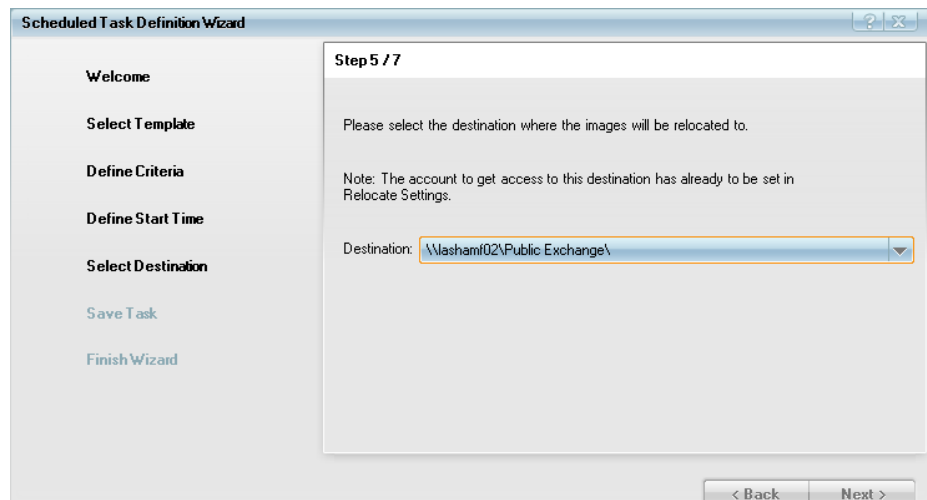 Scheduled Task Definition Wizard
?
X
Welcome
Select Template
Define Criteria
Define Start Time
Select Destination
Save Task
Finish Wizard
Step 5 / 7
Please select the destination where the images will be relocated to.
Note: The account to get access to this destination has already to be set in
Relocate Settings.
Destination: \\lashamf02\Public Exchange\
< Back
Next >